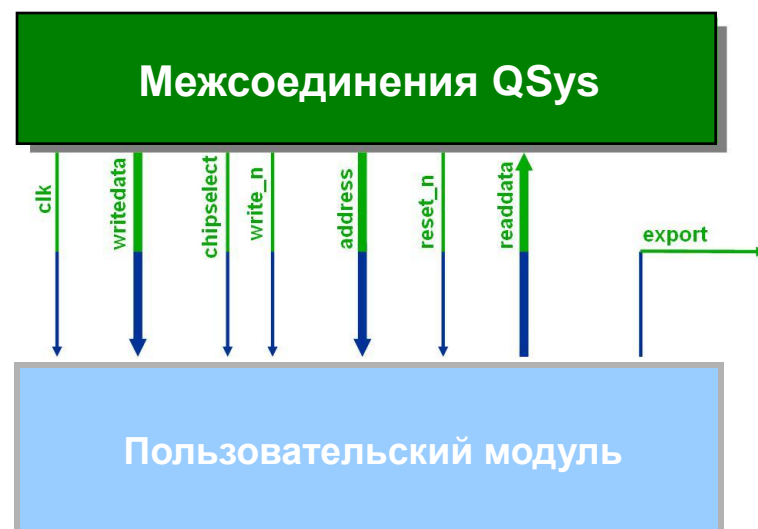 Межсоединения QSys
clk
writedata
chipselect
write_n
address
reset_n
readdata
export
Пользовательский модуль